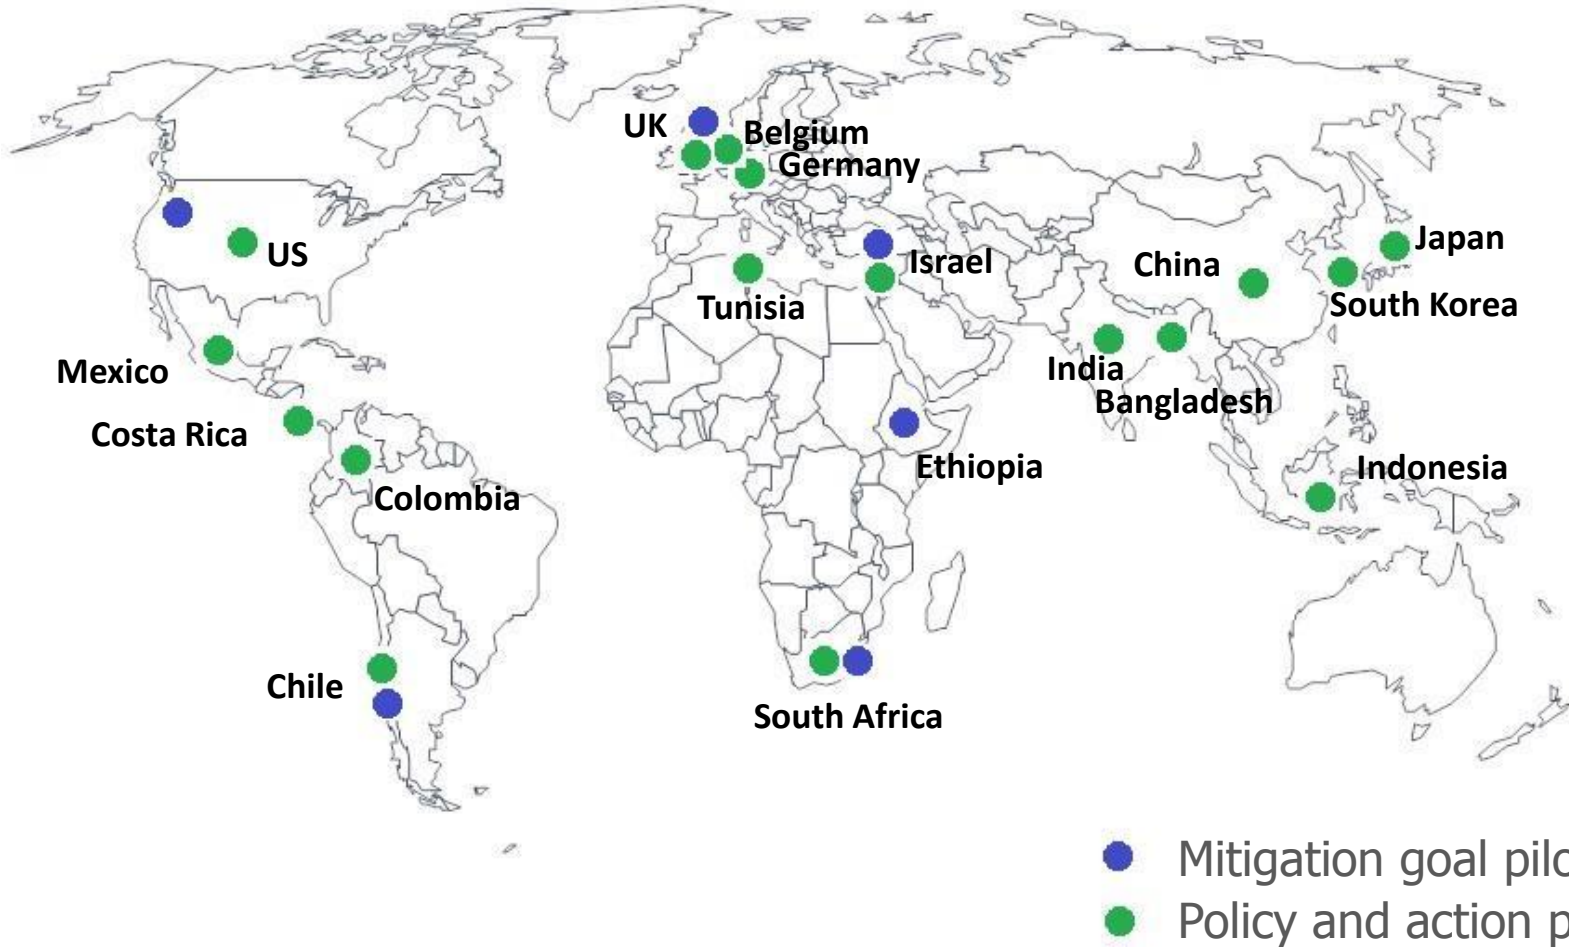 UK
Belgium
Germany
US
Israel
Japan
China
Tunisia
South Korea
Mexico
India
Bangladesh
Costa Rica
Ethiopia
Indonesia
Colombia
Chile
South Africa
Mitigation goal
Policy and action